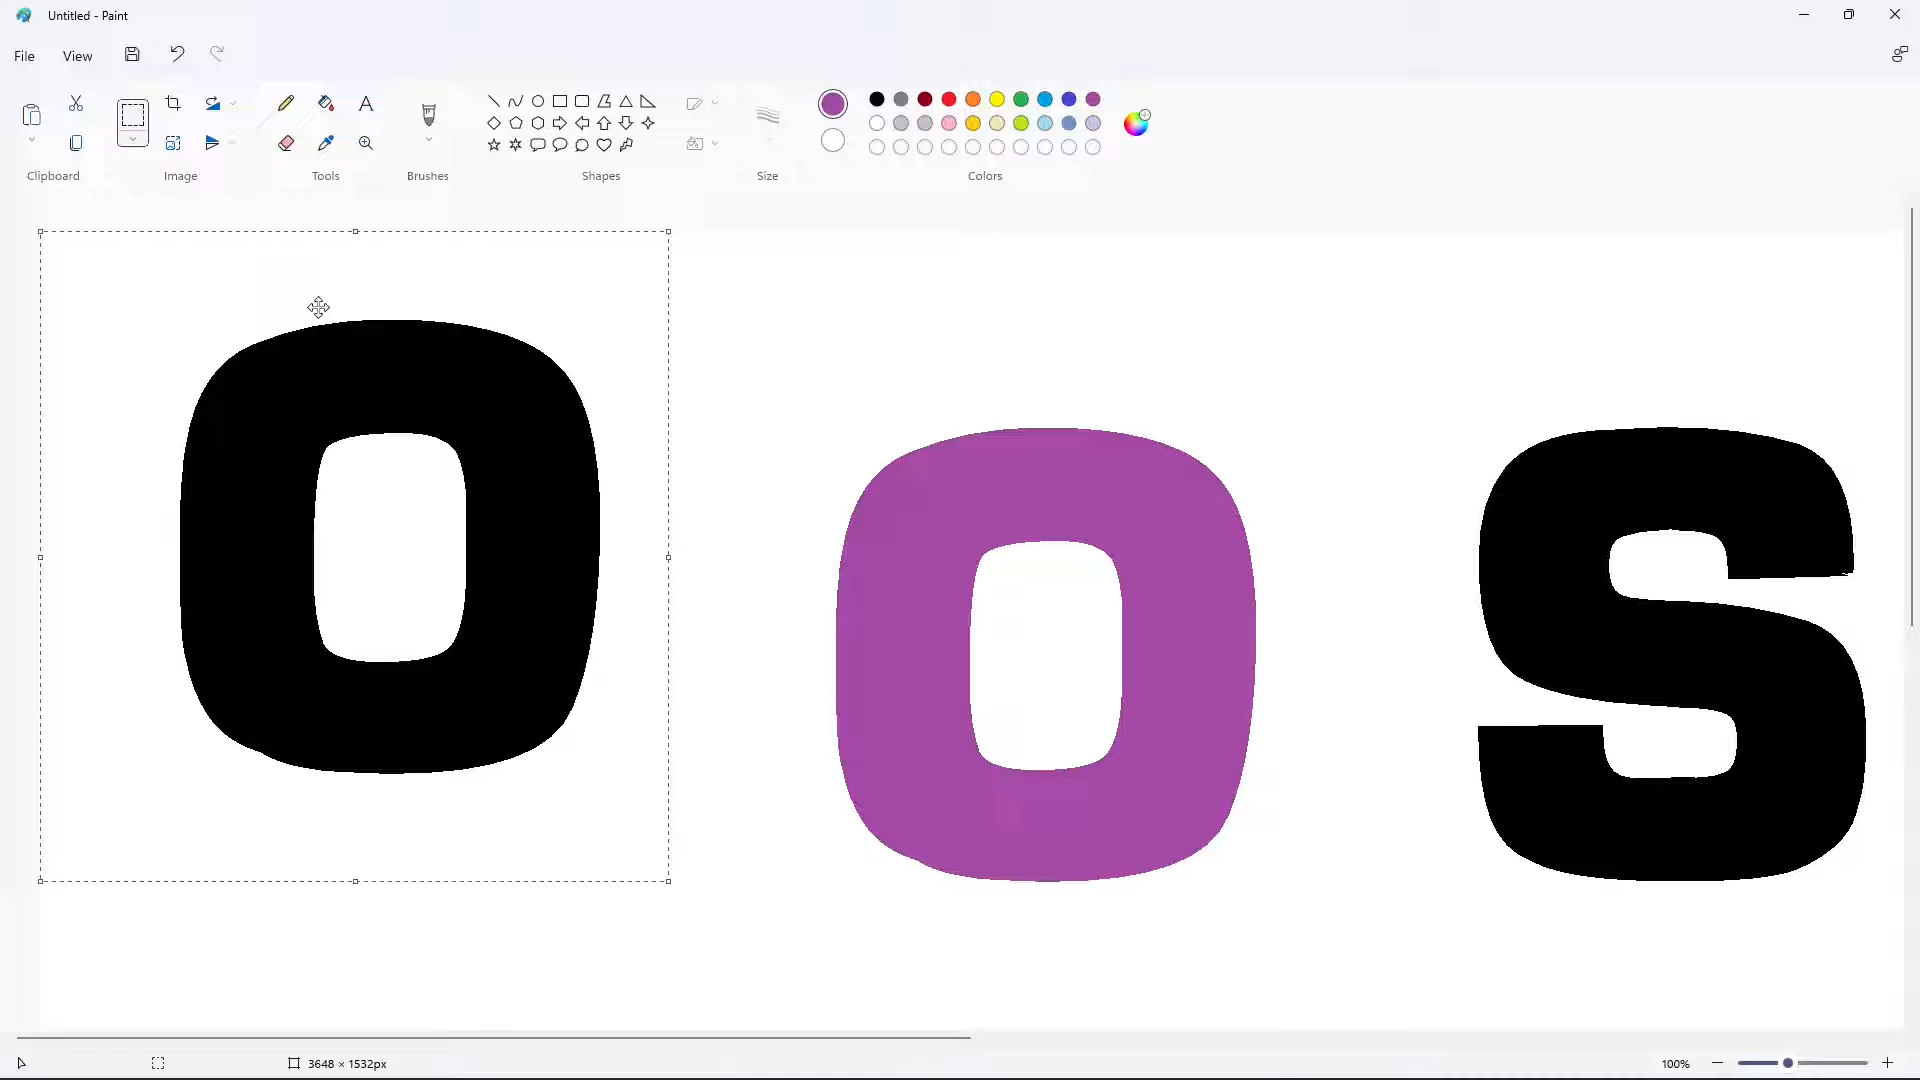 Untitled - Paint
File View
Clipboard Image Tools Brushes Shapes Size Colors
O O S
3648 × 1532px 100%